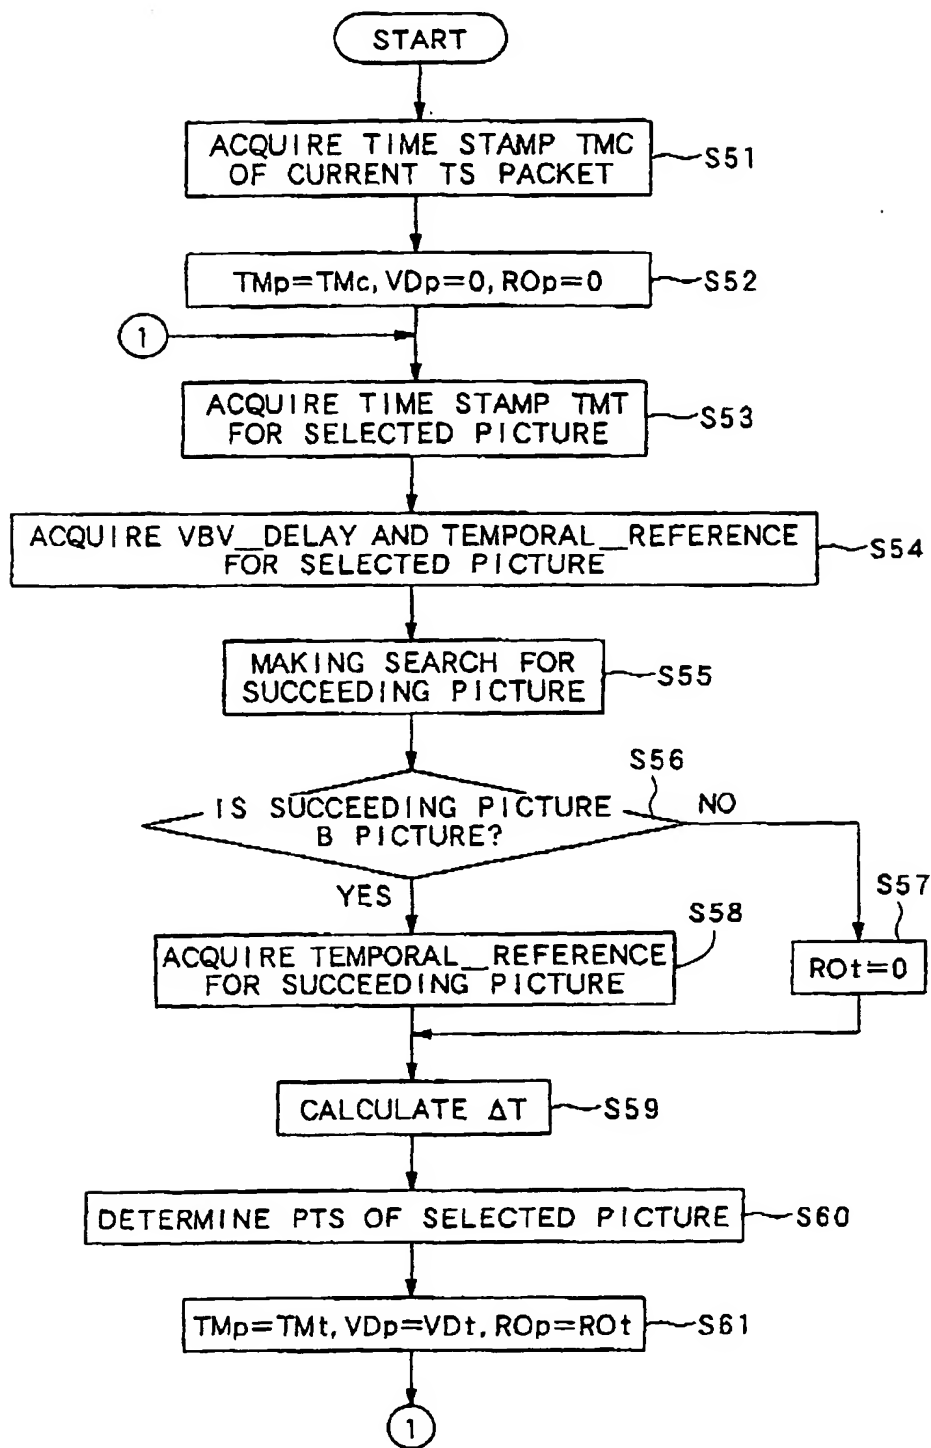 START
ACQUIRE TIME STAMP TMC
OF CURRENT TS PACKET
S51
TMp=TMc, VDp=0, ROp=0
S52
1
ACQUIRE TIME STAMP TMT
FOR SELECTED PICTURE
S53
ACQUIRE VBV_DELAY AND TEMPORAL_REFERENCE
FOR SELECTED PICTURE
S54
MAKING SEARCH FOR
SUCCEEDING PICTURE
S55
S56
IS SUCCEEDING PICTURE
B PICTURE?
NO
YES
S57
S58
ACQUIRE TEMPORAL_REFERENCE
FOR SUCCEEDING PICTURE
ROt=0
CALCULATE ΔT
S59
DETERMINE PTS OF SELECTED PICTURE
S60
TMp=TMt, VDp=VDt, ROp=ROt
S61
1